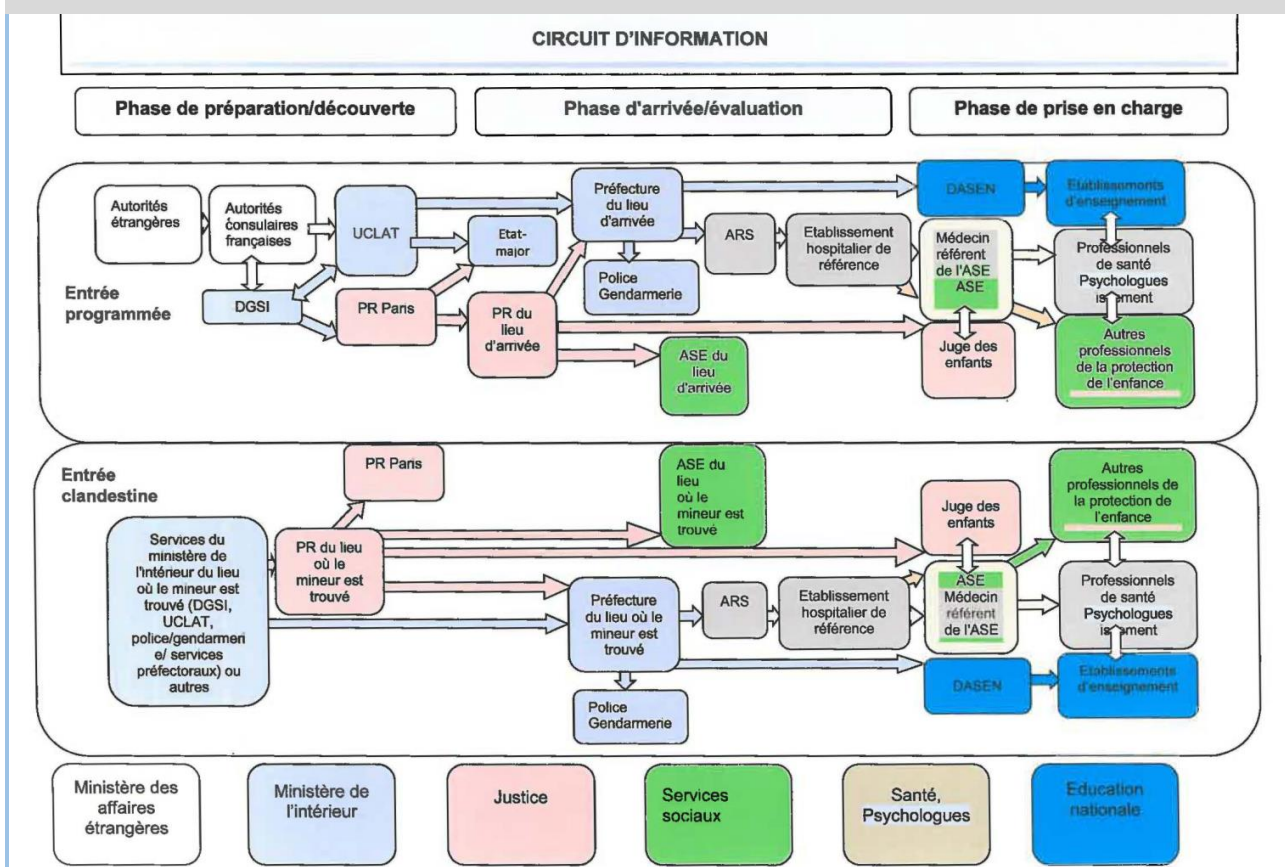 CIRCUIT D'INFORMATION
Phase de préparation/découverte
Phase d'arrivée/évaluation
Phase de prise en charge
Entrée
programmée
Autorités
étrangères
Autorités
consulaires
françaises
DGSI
UCLAT
PR Paris
Etat-
major
PR du
lieu
d'arrivée
Préfecture
du lieu
d'arrivée
Police
Gendarmerie
ASE du
lieu
d'arrivée
ARS
Etablissement
hospitalier de
référence
DASEN
Médecin
référent
de l'ASE
ASE
Juge des
enfants
Etablissements
d'enseignement
Professionnels
de santé
Psychologues
Autres
professionnels
de la protection
de l'enfance
Entrée
clandestine
Services du
ministère de
l'intérieur du lieu
où le mineur est
trouvé (DGSI,
UCLAT,
police/gendarmeri
e/ services
préfectoraux) ou
autres
PR Paris
PR du lieu
où le
mineur est
trouvé
ASE du
lieu
où le
mineur est
trouvé
Préfecture
du lieu où le
mineur est
trouvé
Police
Gendarmerie
ARS
Etablissement
hospitalier de
référence
Juge des
enfants
ASE
Médecin
référent
de l'ASE
DASEN
Autres
professionnels de
la protection de
l'enfance
Professionnels
de santé
Psychologues
Etablissements
d'enseignement
Ministère des
affaires
étrangères
Ministère de
l'intérieur
Justice
Services
sociaux
Santé,
Psychologues
Education
nationale